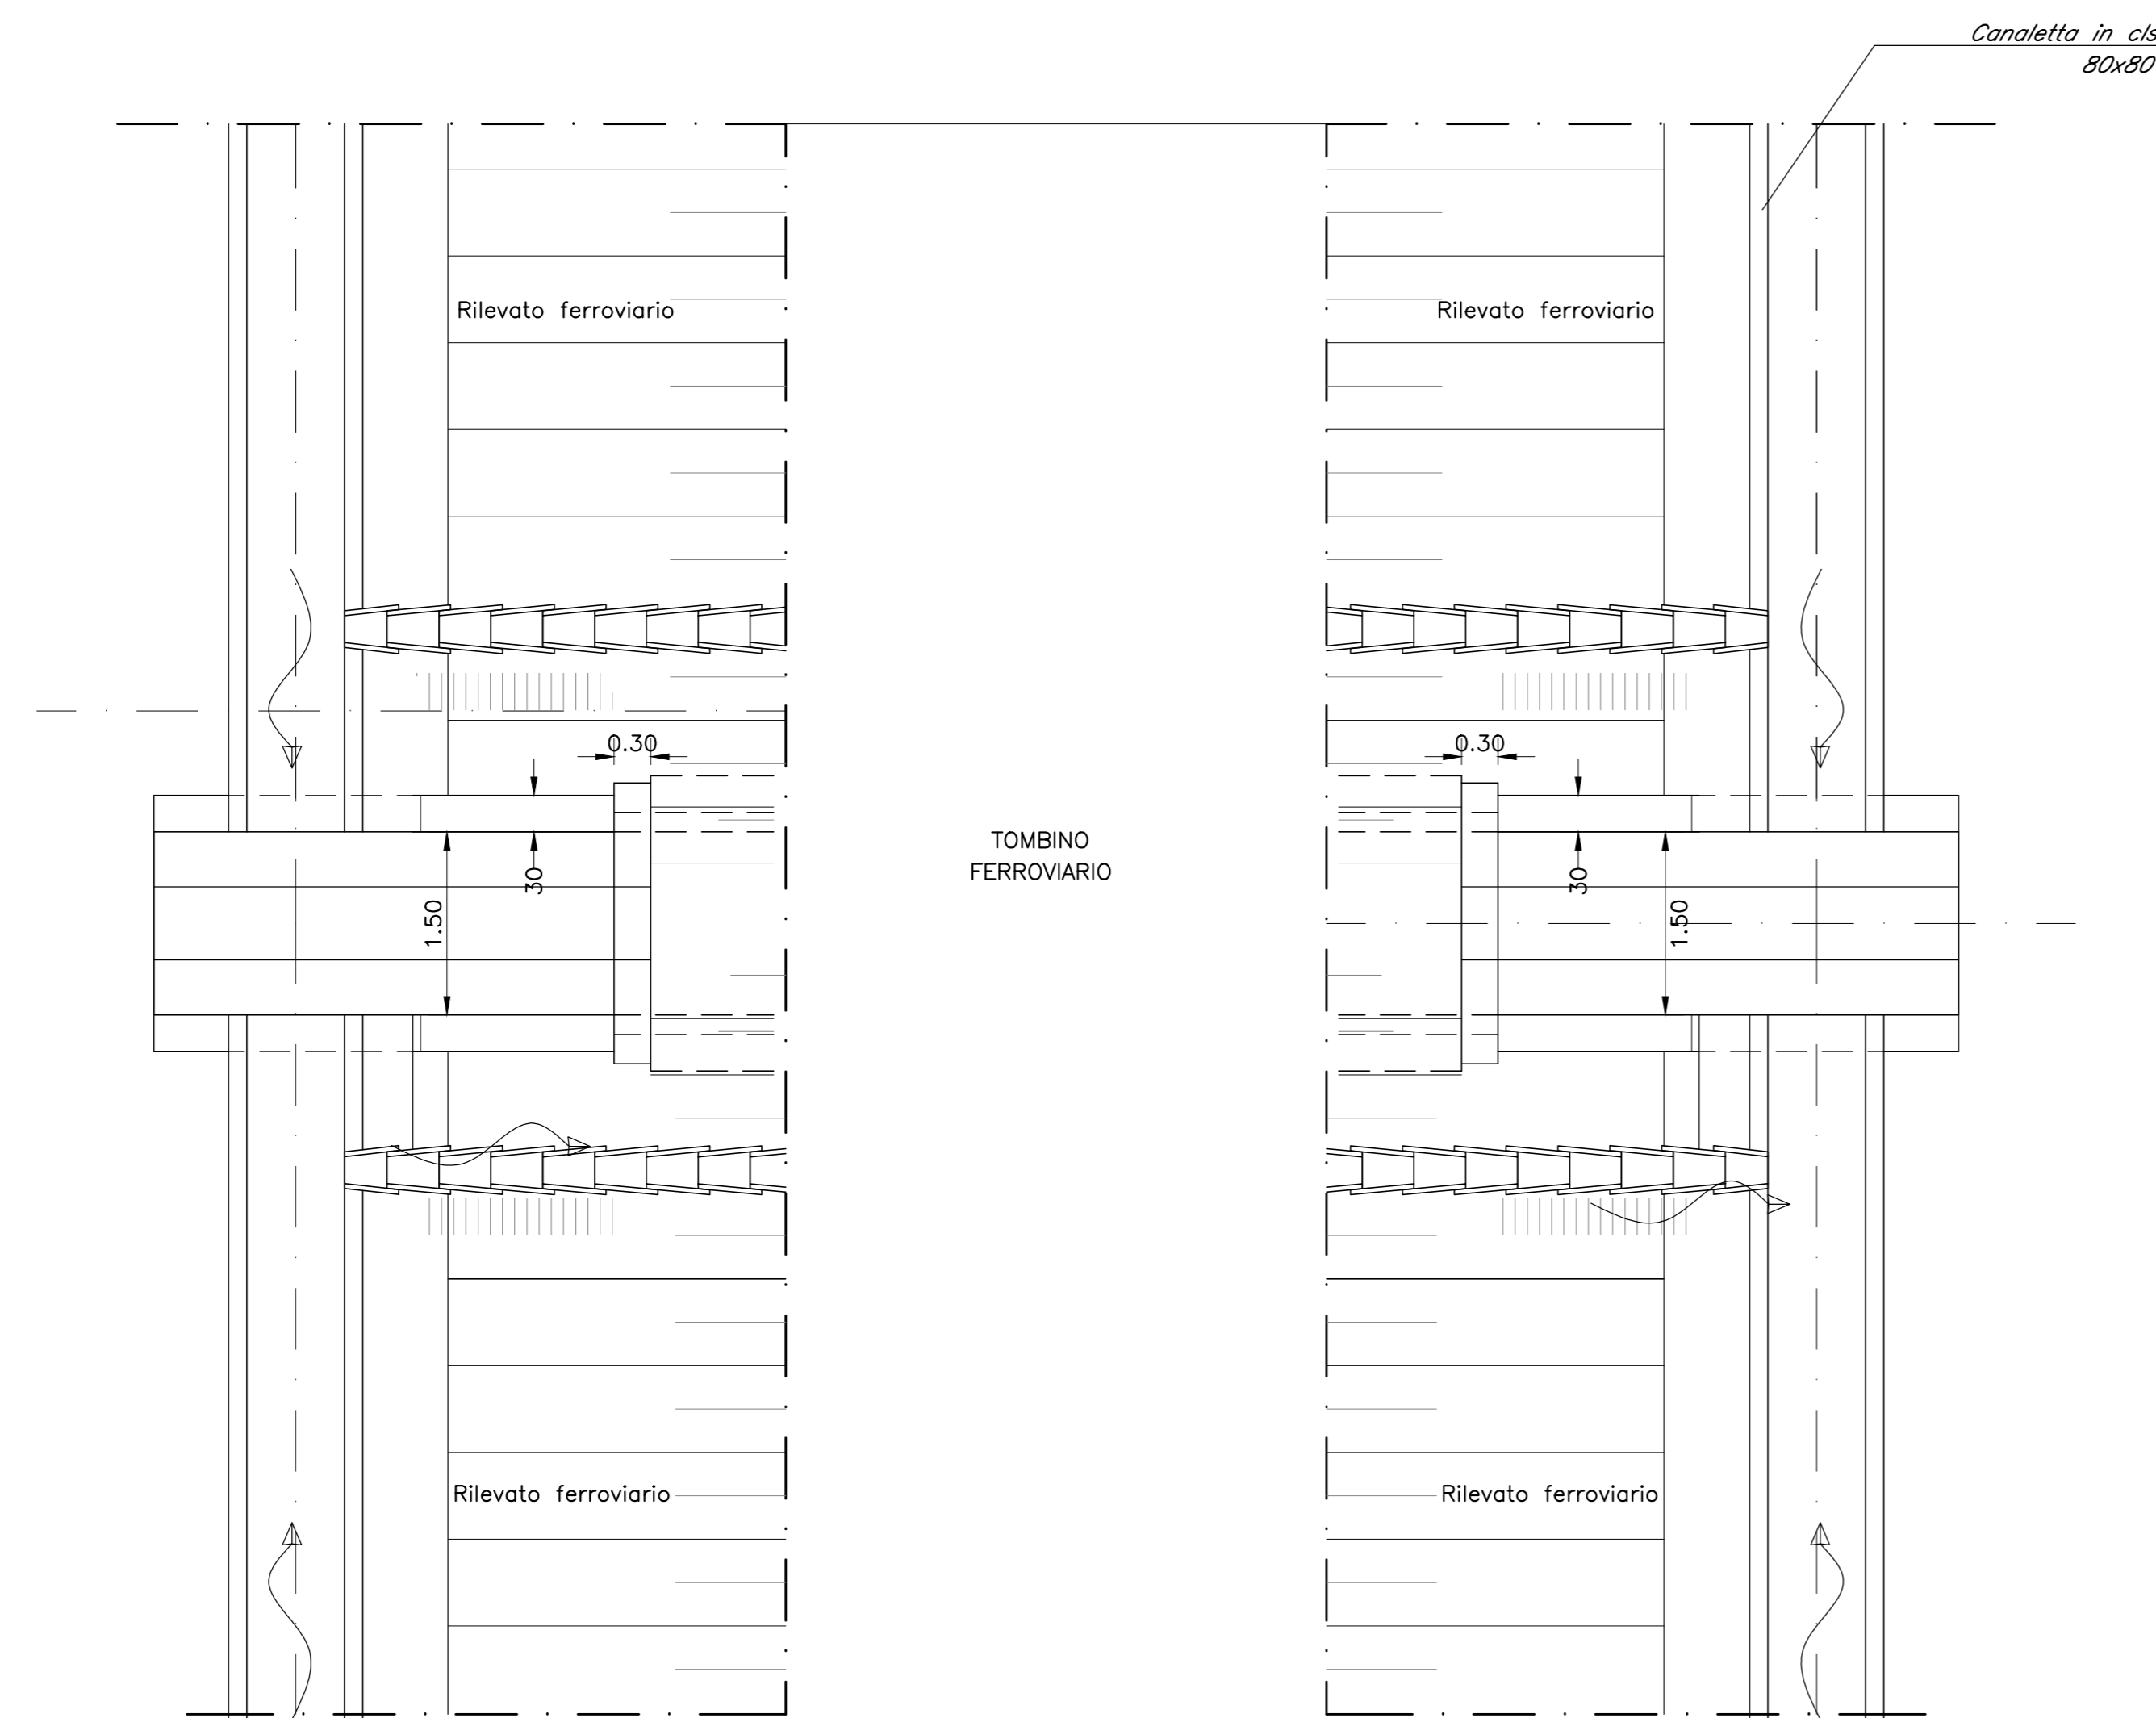 Canaletta in cls
80x80
Rilevato ferroviario
Rilevato ferroviario
0.30
0.30
TOMBINO
FERROVIARIO
30
1.50
30
1.50
Rilevato ferroviario
Rilevato ferroviario